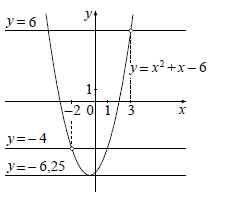 y
y = 6
y = x² + x − 6
1
−2 0 1 3 x
y = − 4
y = − 6,25